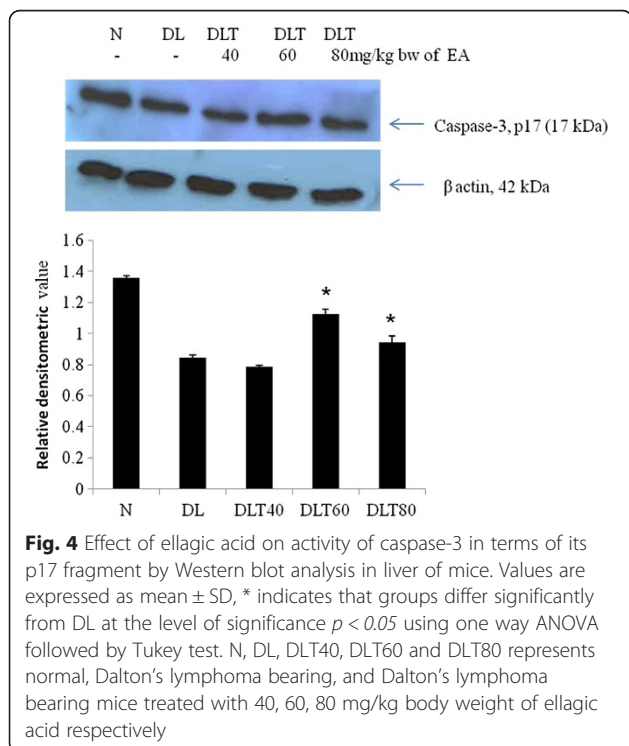 N DL DLT DLT DLT
- - 40 60 80mg/kg bw of EA
Caspase-3, p17 (17 kDa)
β actin, 42 kDa
Relative densitometric value
1.6
1.4
1.2
1
0.8
0.6
0.4
0.2
0
* *
N DL DLT40 DLT60 DLT80
Fig. 4 Effect of ellagic acid on activity of caspase-3 in terms of its
p17 fragment by Western blot analysis in liver of mice. Values are
expressed as mean ± SD, * indicates that groups differ significantly
from DL at the level of significance p < 0.05 using one way ANOVA
followed by Tukey test. N, DL, DLT40, DLT60 and DLT80 represents
normal, Dalton's lymphoma bearing, and Dalton's lymphoma
bearing mice treated with 40, 60, 80 mg/kg body weight of ellagic
acid respectively